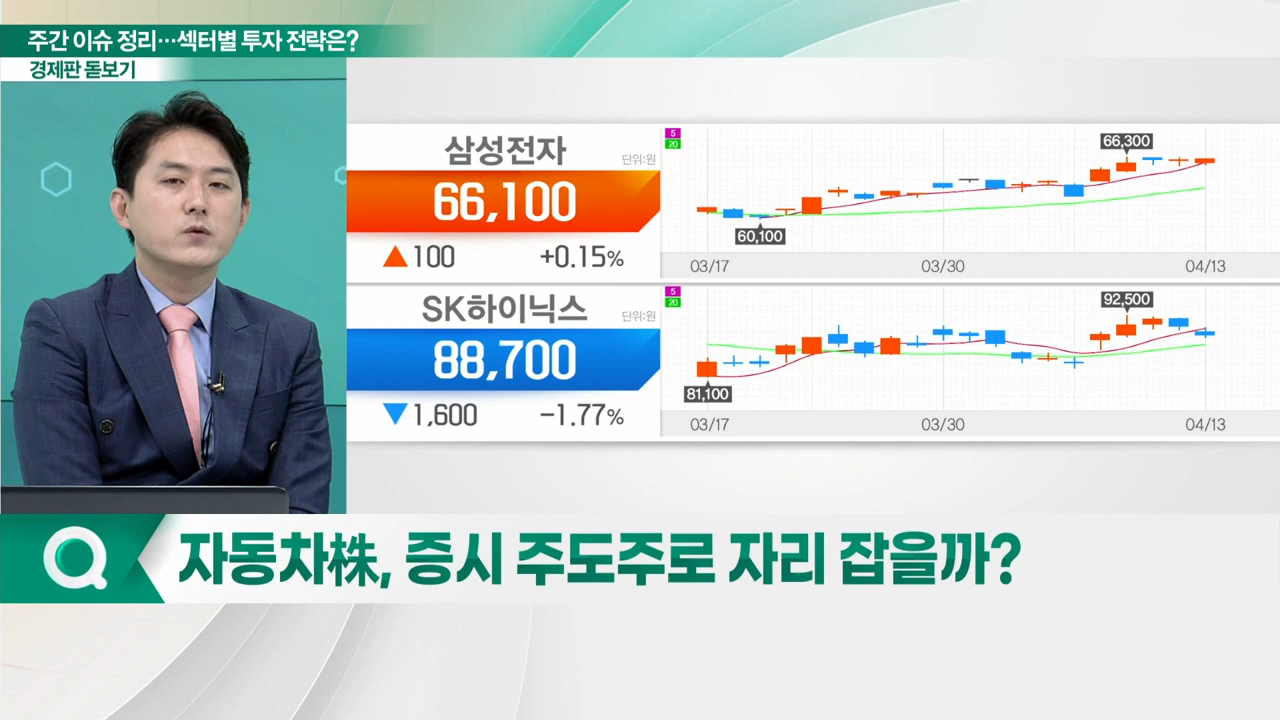 주간 이슈 정리…섹터별 투자 전략은?
경제판 돋보기
삼성전자
단위:원
66,100
▲100 +0.15%
5
20
66,300
60,100
03/17 03/30 04/13
SK하이닉스
단위:원
88,700
▼1,600 -1.77%
5
20
92,500
81,100
03/17 03/30 04/13
자동차株, 증시 주도주로 자리 잡을까?